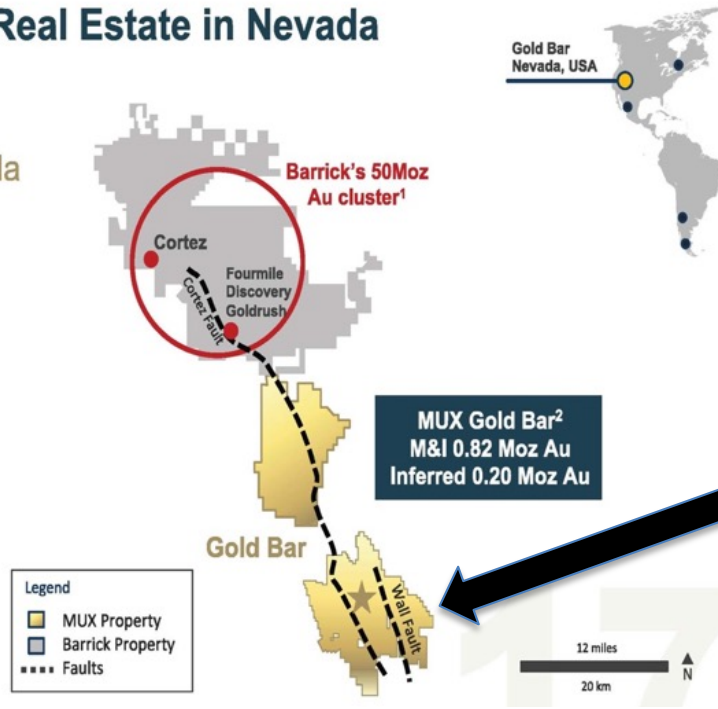 Real Estate in Nevada
Gold Bar
Nevada, USA
Barrick's 50Moz
Au cluster¹
Cortez
Fourmile
Discovery
Goldrush
Cortez Fault
MUX Gold Bar²
M&I 0.82 Moz Au
Inferred 0.20 Moz Au
Gold Bar
Wall Fault
Legend
MUX Property
Barrick Property
Faults
12 miles
20 km
N
17